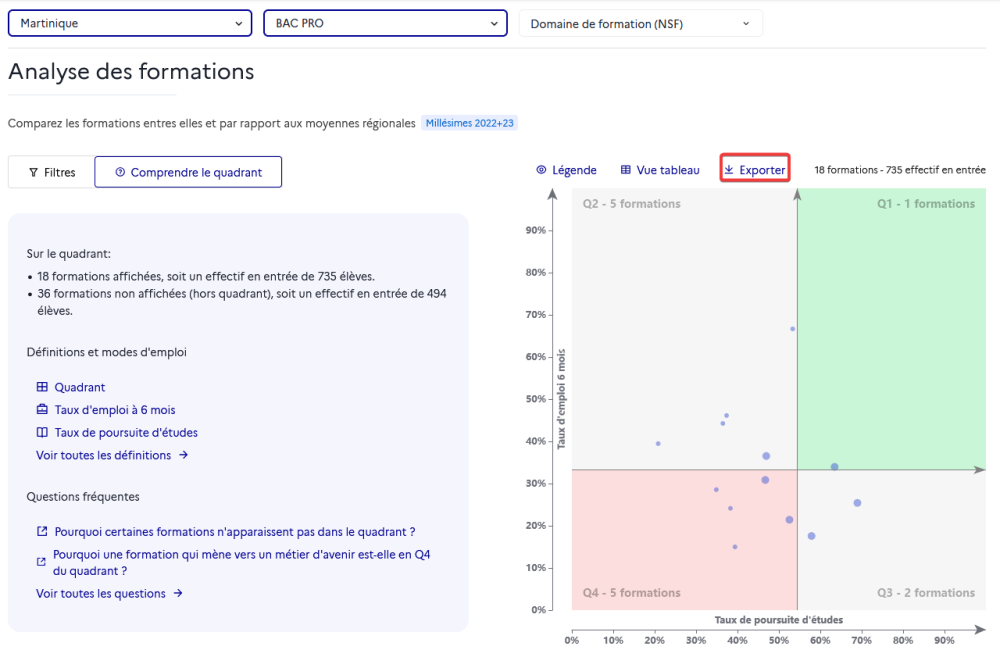 Martinique
BAC PRO
Domaine de formation (NSF)
Analyse des formations
Comparez les formations entres elles et par rapport aux moyennes régionales
Millésimes 2022+23
Filtres
Comprendre le quadrant
Légende
Vue tableau
Exporter
18 formations - 735 effectif en entrée
Sur le quadrant:
• 18 formations affichées, soit un effectif en entrée de 735 élèves.
• 36 formations non affichées (hors quadrant), soit un effectif en entrée de 494
élèves.
Définitions et modes d'emploi
Quadrant
Taux d'emploi à 6 mois
Taux de poursuite d'études
Voir toutes les définitions
Questions fréquentes
Pourquoi certaines formations n'apparaissent pas dans le quadrant ?
Pourquoi une formation qui mène vers un métier d'avenir est-elle en Q4
du quadrant ?
Voir toutes les questions
Q2 - 5 formations
Q1 - 1 formations
Q4 - 5 formations
Q3 - 2 formations
Taux d'emploi 6 mois
90%
80%
70%
60%
50%
40%
30%
20%
10%
0%
Taux de poursuite d'études
0%
10%
20%
30%
40%
50%
60%
70%
80%
90%